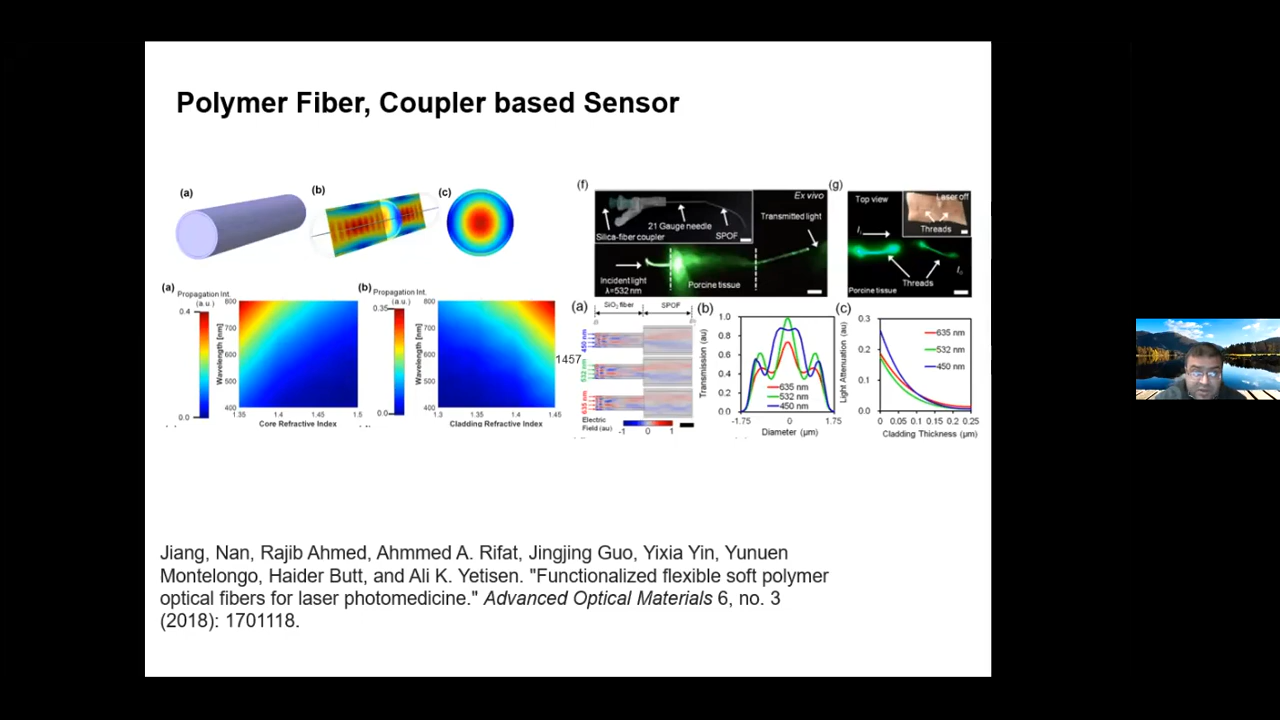 Polymer Fiber, Coupler based Sensor
(a)
(b)
(c)
(f)
Ex vivo
21 Gauge needle
Transmitted light
Silica-fiber coupler
SPOF
Incident light
λ=532 nm
Porcine tissue
(g)
Top view
Laser off
Threads
Threads
Porcine tissue
(a)
Propagation Int.
(a.u.)
0.4
0.0
Wavelength [nm]
800
700
600
500
400
1.35
1.4
1.45
1.5
Core Refractive Index
(b)
Propagation Int.
(a.u.)
0.35
0.0
Wavelength [nm]
800
700
600
500
400
1.3
1.35
1.4
1.45
Cladding Refractive Index
1457
(a)
SiO2 fiber
SPOF
450 nm
532 nm
635 nm
Electric
Field (au)
-1
0
1
(b)
Transmission (au)
1.0
0.8
0.6
0.4
0.2
0.0
635 nm
532 nm
450 nm
-1.75
0
1.75
Diameter (μm)
(c)
Light Attenuation (au)
0.3
0.2
0.1
0.0
635 nm
532 nm
450 nm
0
0.05
0.1
0.15
0.2
0.25
Cladding Thickness (μm)
Jiang, Nan, Rajib Ahmed, Ahmmed A. Rifat, Jingjing Guo, Yixia Yin, Yunuen
Montelongo, Haider Butt, and Ali K. Yetisen. "Functionalized flexible soft polymer
optical fibers for laser photomedicine." Advanced Optical Materials 6, no. 3
(2018): 1701118.